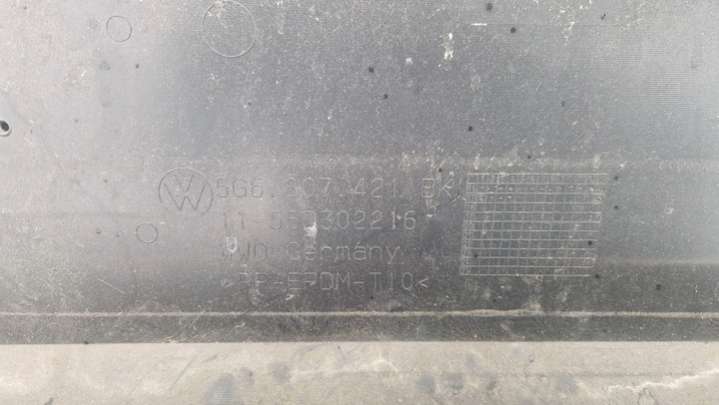 5G6 807 421 BK
302216
Germany
>PP-EPDM-T10<